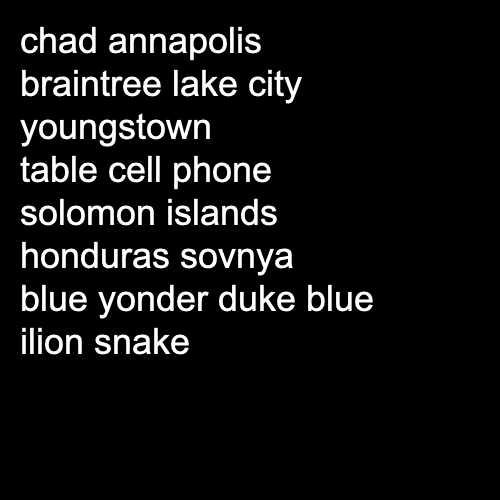 chad annapolis
braintree lake city
youngstown
table cell phone
solomon islands
honduras sovnya
blue yonder duke blue
ilion snake